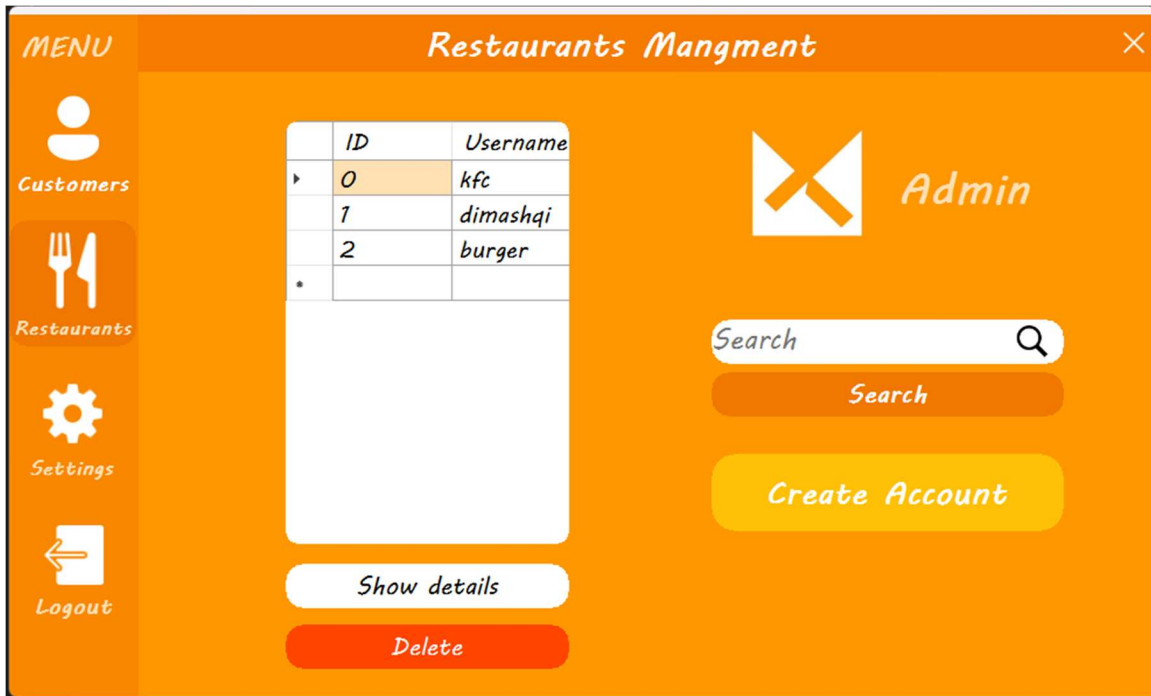 MENU
Restaurants Mangment
Customers
Restaurants
Settings
Logout
ID Username
0 kfc
1 dimashqi
2 burger
Show details
Delete
Admin
Search
Search
Create Account